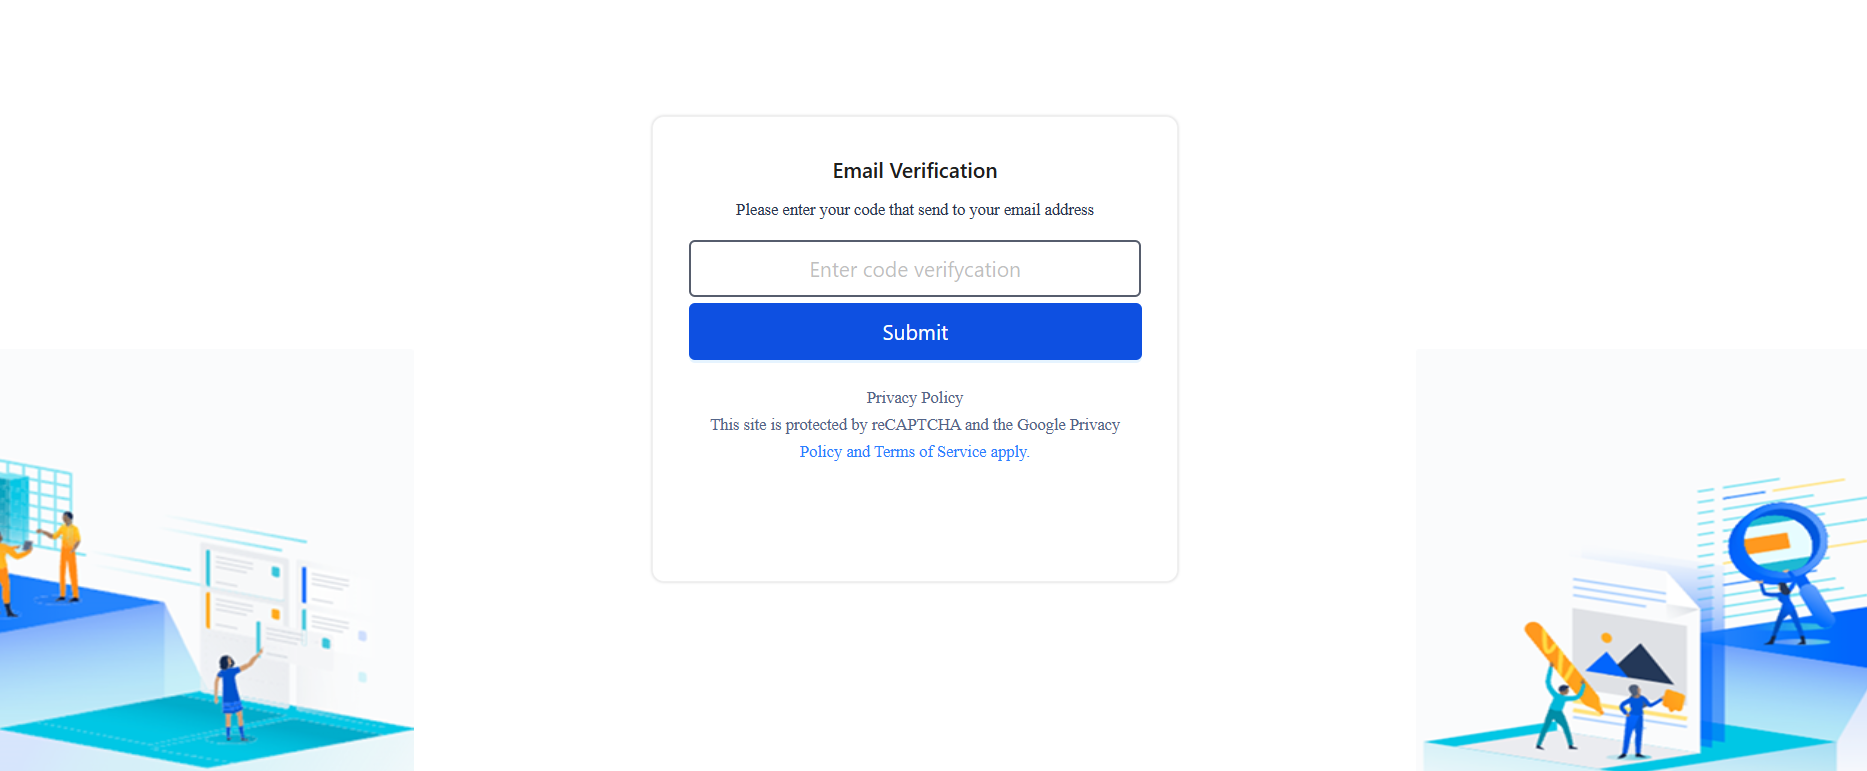 Email Verification
Please enter your code that send to your email address
Enter code verifycation
Submit
Privacy Policy
This site is protected by reCAPTCHA and the Google Privacy
Policy and Terms of Service apply.